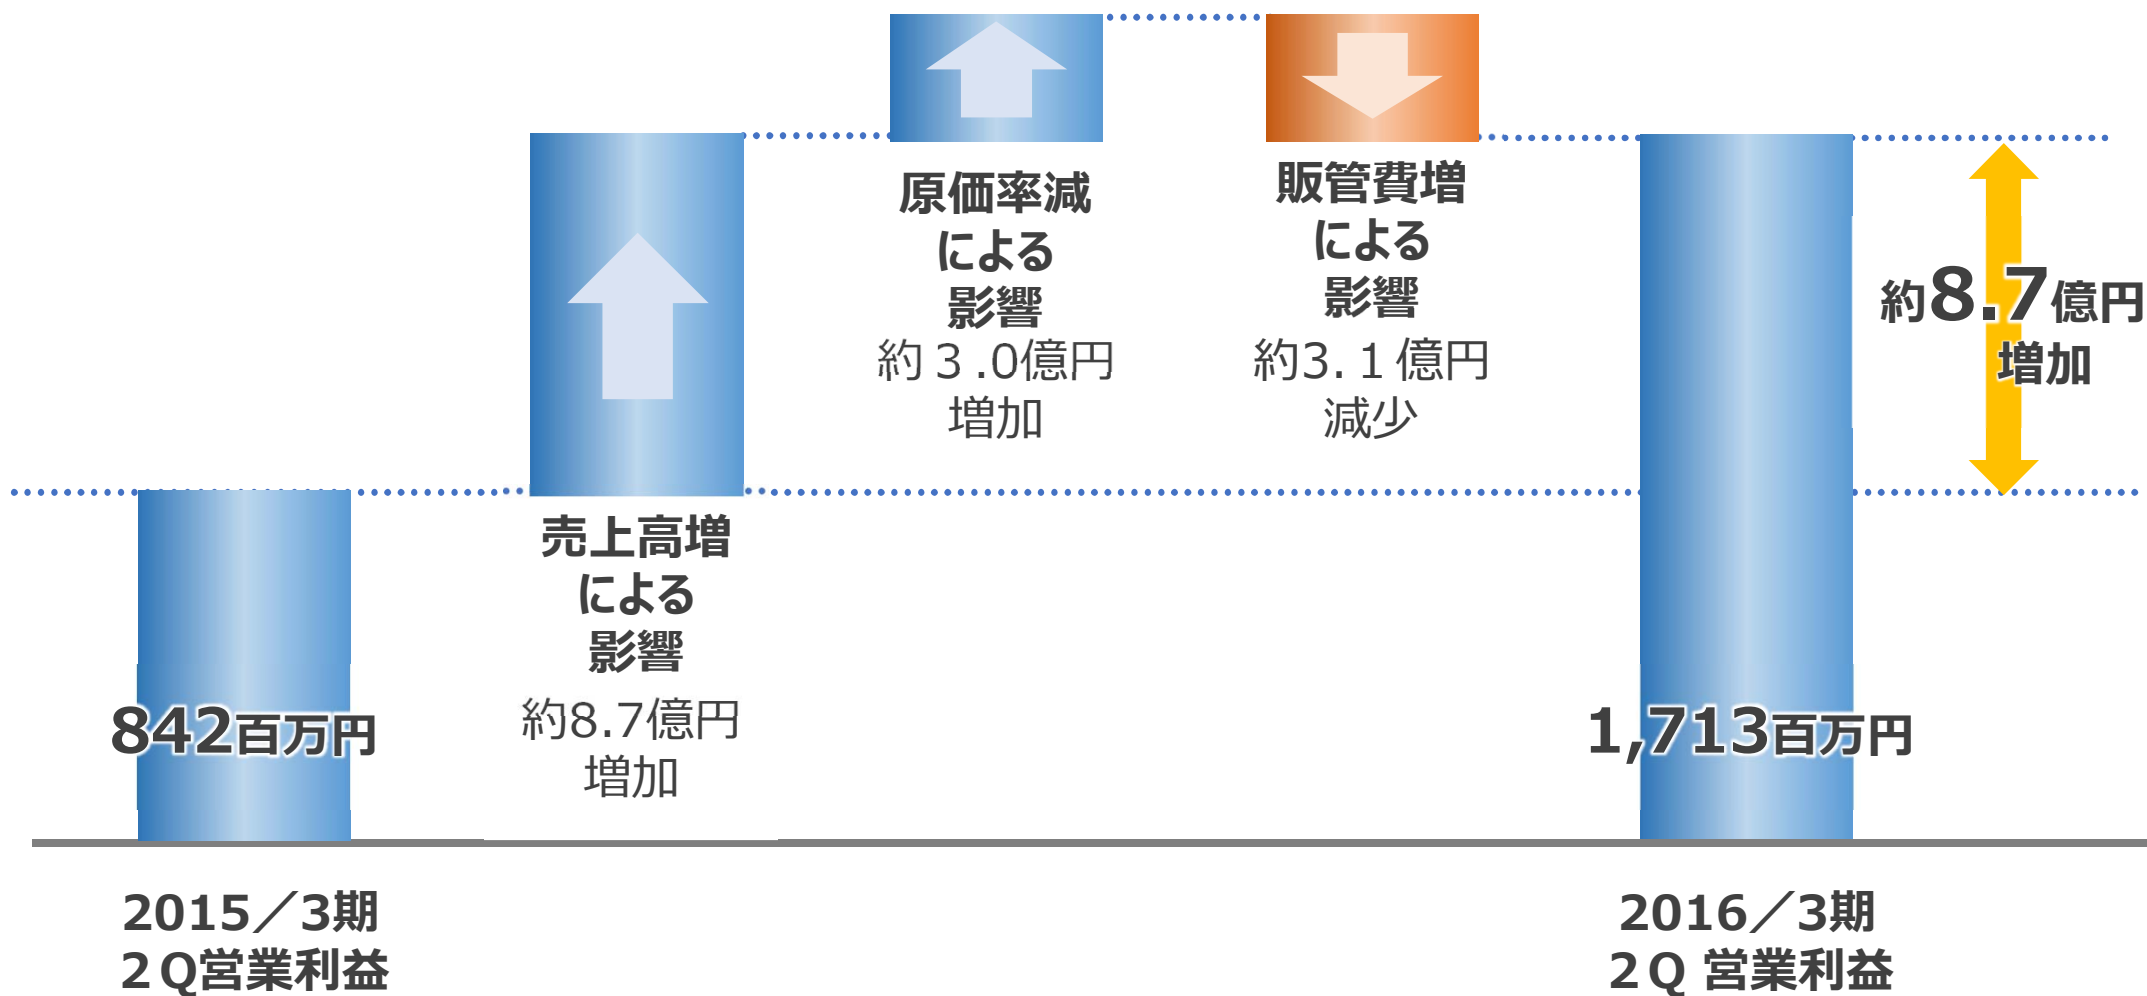 原価率減
による
影響
約３.0億円
増加
販管費増
による
影響
約3.１億円
減少
約8.7億円
増加
売上高増
による
影響
約8.7億円
増加
842百万円
1,713百万円
2015／3期
２Q営業利益
2016／3期
２Q 営業利益